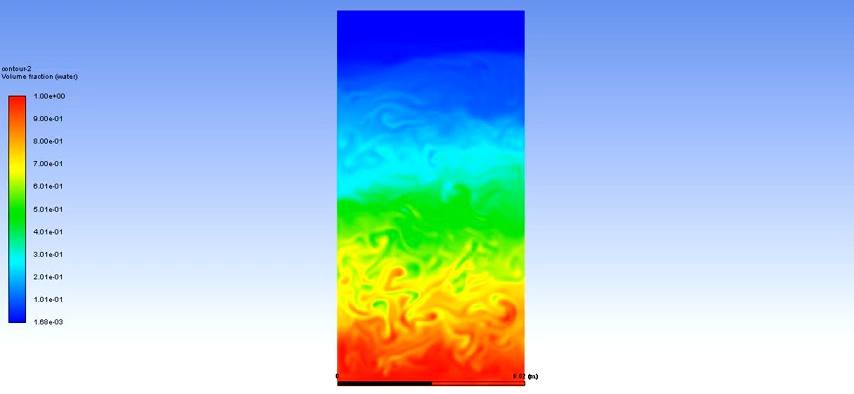 contour-2
Volume fraction (water)
1.00e+00
9.00e-01
8.00e-01
7.00e-01
6.01e-01
5.01e-01
4.01e-01
3.01e-01
2.01e-01
1.01e-01
1.68e-03
0 0.02 (m)